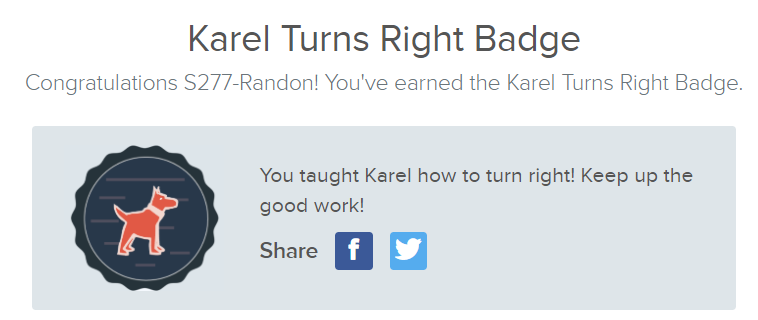 Karel Turns Right Badge
Congratulations S277-Randon! You've earned the Karel Turns Right Badge.
You taught Karel how to turn right! Keep up the
good work!
Share f